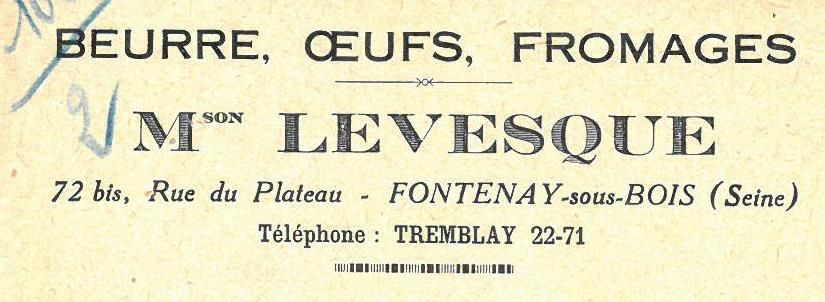 BEURRE, ŒUFS, FROMAGES
MSON LEVESQUE
72 bis, Rue du Plateau - FONTENAY-sous-BOIS (Seine)
Téléphone : TREMBLAY 22-71